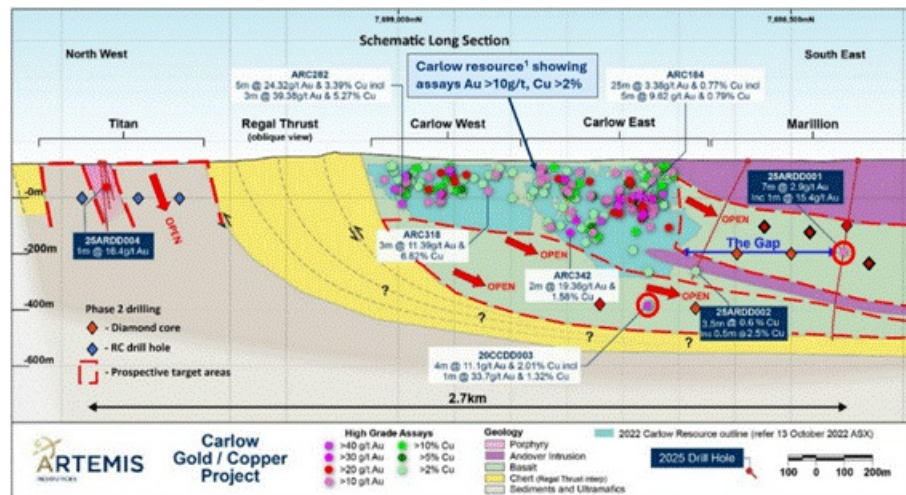 7,699,000mN
7,698,500mN
North West
Schematic Long Section
South East
ARC282
5m @ 24.32g/t Au & 3.39% Cu incl
3m @ 39.38g/t Au & 5.27% Cu
Carlow resource¹ showing
assays Au >10g/t, Cu >2%
ARC184
25m @ 3.38g/t Au & 0.77% Cu incl
5m @ 9.62 g/t Au & 0.79% Cu
Titan
Regal Thrust
(oblique view)
Carlow West
Carlow East
Marillion
-0m
-200m
-400m
-600m
OPEN
25ARDD004
1m @ 16.4g/t Au
ARC318
3m @ 11.39g/t Au &
6.82% Cu
OPEN
OPEN
25ARDD001
7m @ 2.9g/t Au
inc 1m @ 15.4g/t Au
The Gap
ARC342
2m @ 19.36g/t Au &
1.58% Cu
OPEN
OPEN
25ARDD002
3.5m @ 0.6 % Cu
inc 0.5m @ 2.5% Cu
20CCDD003
4m @ 11.1g/t Au & 2.01% Cu incl
1m @ 33.7g/t Au & 1.32% Cu
?
?
?
?
Phase 2 drilling
- Diamond core
- RC drill hole
- Prospective target areas
2.7km
ARTEMIS
RESOURCES
Carlow
Gold / Copper
Project
High Grade Assays
>40 g/t Au
>30 g/t Au
>20 g/t Au
>10 g/t Au
>10% Cu
>5% Cu
>2% Cu
Geology
Porphyry
Andover Intrusion
Basalt
Chert (Regal Thrust interp)
Sediments and Ultramafics
2022 Carlow Resource outline (refer 13 October 2022 ASX)
2025 Drill Hole
100 0 200m